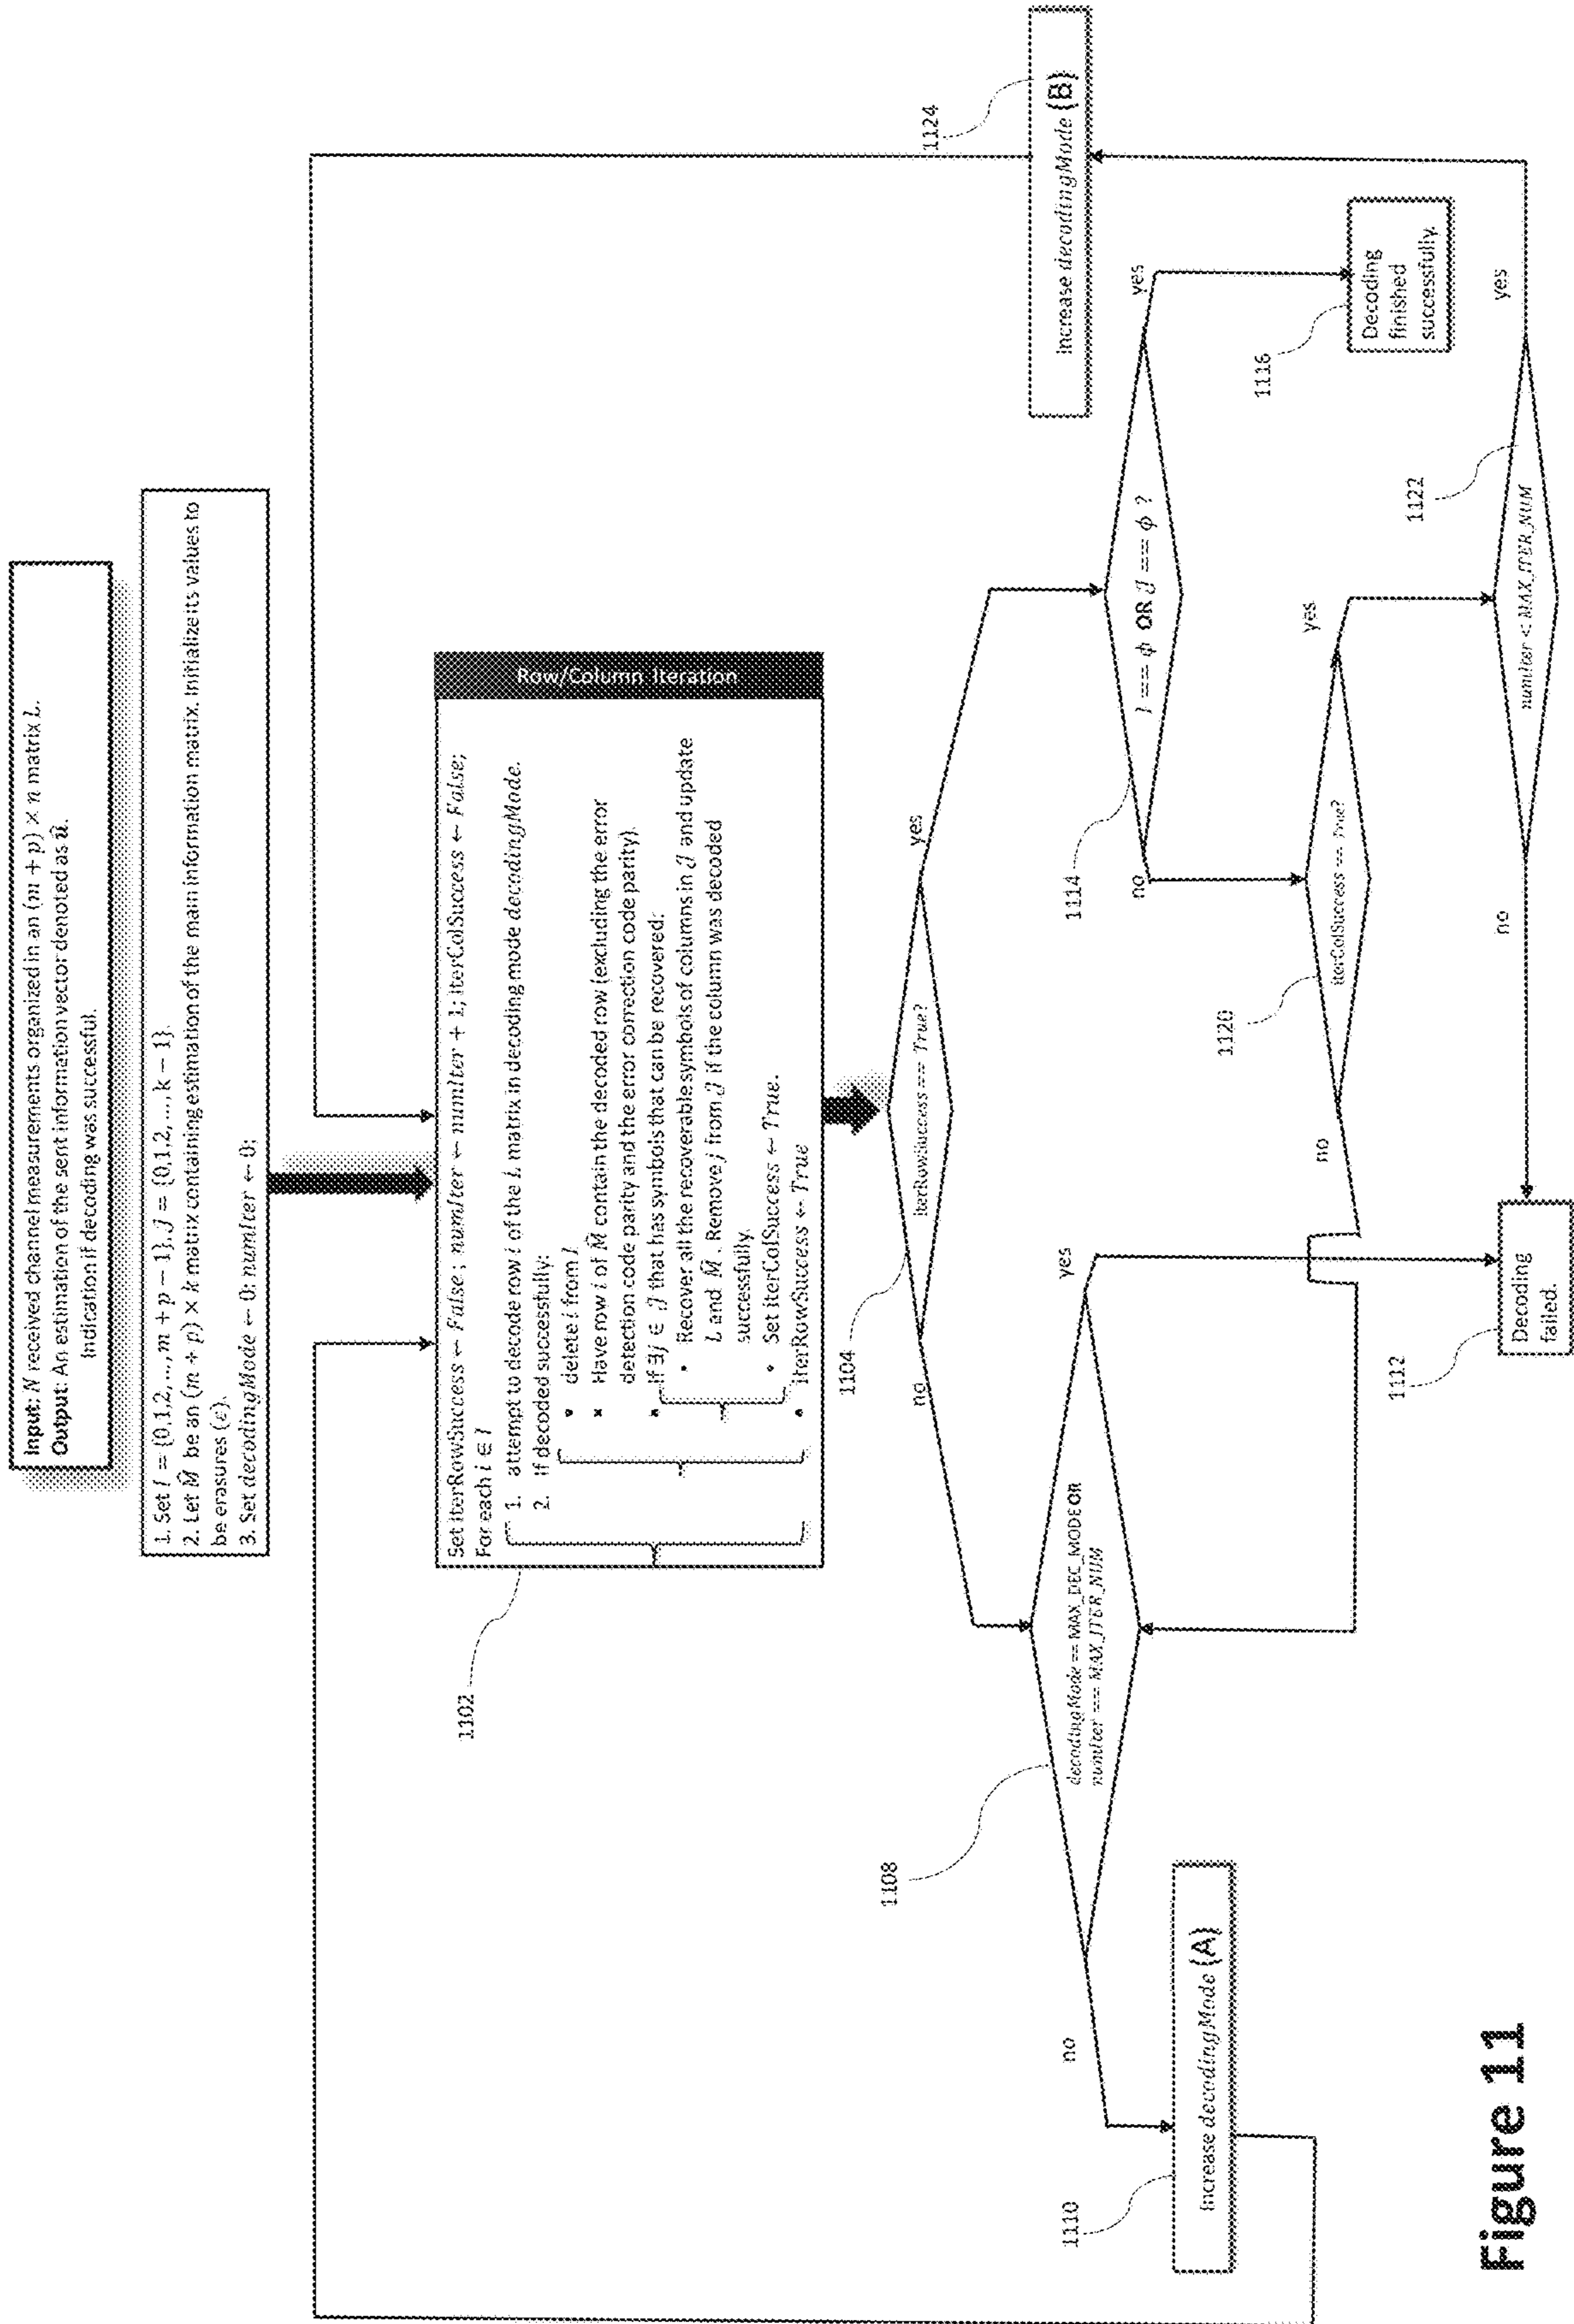 Input: N received channel measurements organized in an (m + p) × n matrix L.
Output: An estimation of the sent information vector denoted as û.
Indication if decoding was successful.
1. Set I = {0,1,2, ..., m + p − 1}, J = {0,1,2, ..., k − 1}.
2. Let M̂ be an (m + p) × k matrix containing estimation of the main information matrix. Initialize its values to
be erasures (ε).
3. Set decodingMode ← 0; numIter ← 0;
Row/Column Iteration
Set iterRowSuccess ← False; numIter ← numIter + 1; iterColSuccess ← False;
For each i ∈ I
1. attempt to decode row i of the L matrix in decoding mode decodingMode.
2. If decoded successfully:
• delete i from I
• Have row i of M̂ contain the decoded row (excluding the error
detection code parity and the error correction code parity).
• If ∃j ∈ J that has symbols that can be recovered:
• Recover all the recoverable symbols of columns in J and update
L and M̂. Remove j from J if the column was decoded
successfully.
• Set iterColSuccess ← True.
• iterRowSuccess ← True
1102
iterRowSuccess == True?
1104
no
yes
decodingMode == MAX_DEC_MODE OR
numIter == MAX_ITER_NUM
1108
no
yes
Increase decodingMode (A)
1110
Decoding
failed.
1112
I == ϕ OR J == ϕ ?
1114
no
yes
Decoding
finished
successfully.
1116
iterColSuccess == True?
1120
no
yes
numIter < MAX_ITER_NUM
1122
no
yes
Increase decodingMode (B)
1124
Figure 11